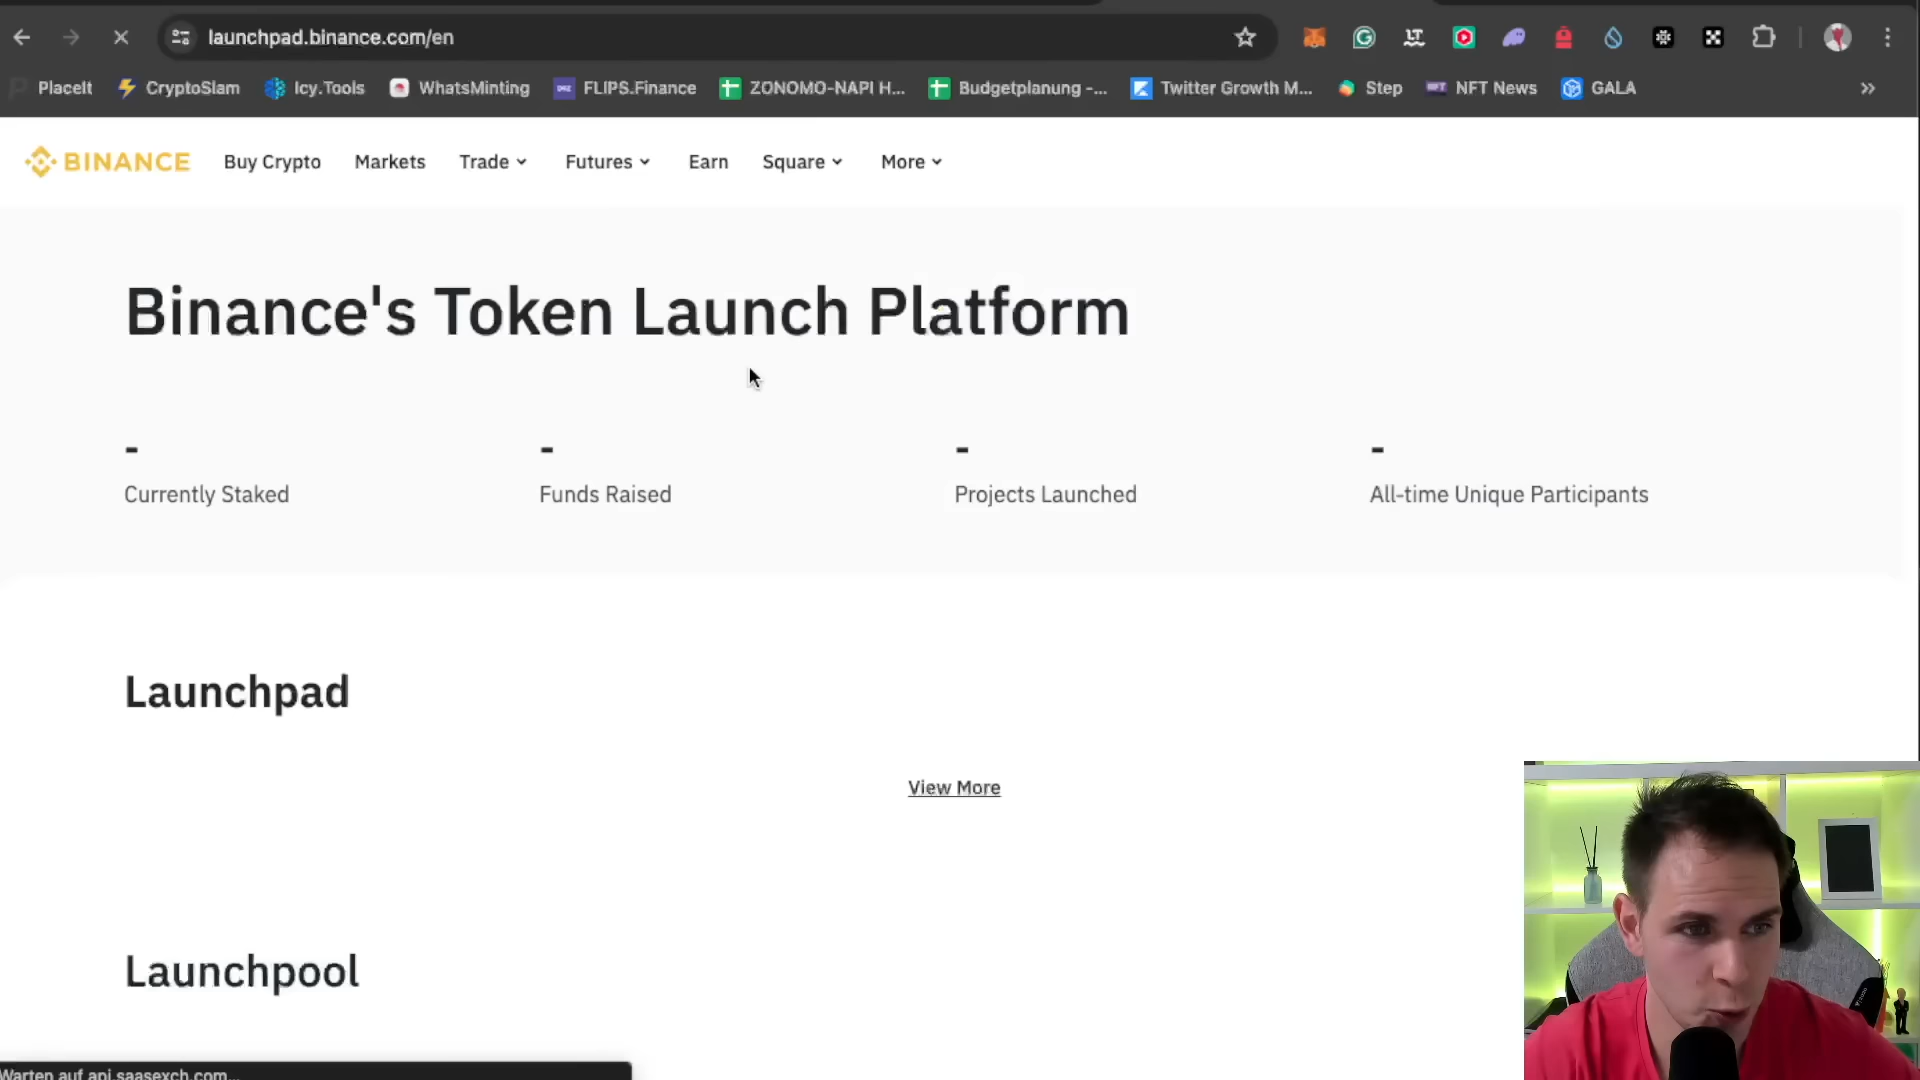 launchpad.binance.com/en
PlaceIt CryptoSlam Icy.Tools WhatsMinting FLIPS.Finance ZONOMO-NAPI H... Budgetplanung -... Twitter Growth M... Step NFT News GALA
BINANCE Buy Crypto Markets Trade Futures Earn Square More
Binance's Token Launch Platform
- - - -
Currently Staked Funds Raised Projects Launched All-time Unique Participants
Launchpad
View More
Launchpool
Warten auf api.saasexch.com...